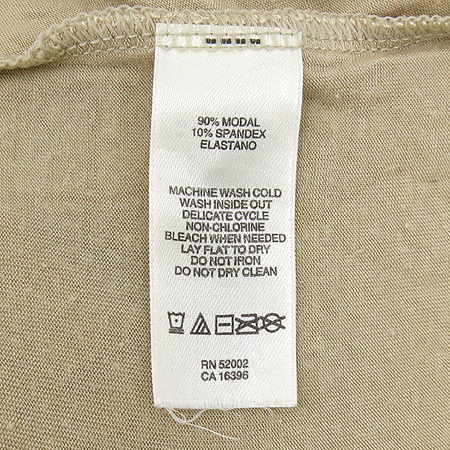 90% MODAL
10% SPANDEX
ELASTANO
MACHINE WASH COLD
WASH INSIDE OUT
DELICATE CYCLE
NON-CHLORINE
BLEACH WHEN NEEDED
LAY FLAT TO DRY
DO NOT IRON
DO NOT DRY CLEAN
RN 52002
CA 16396